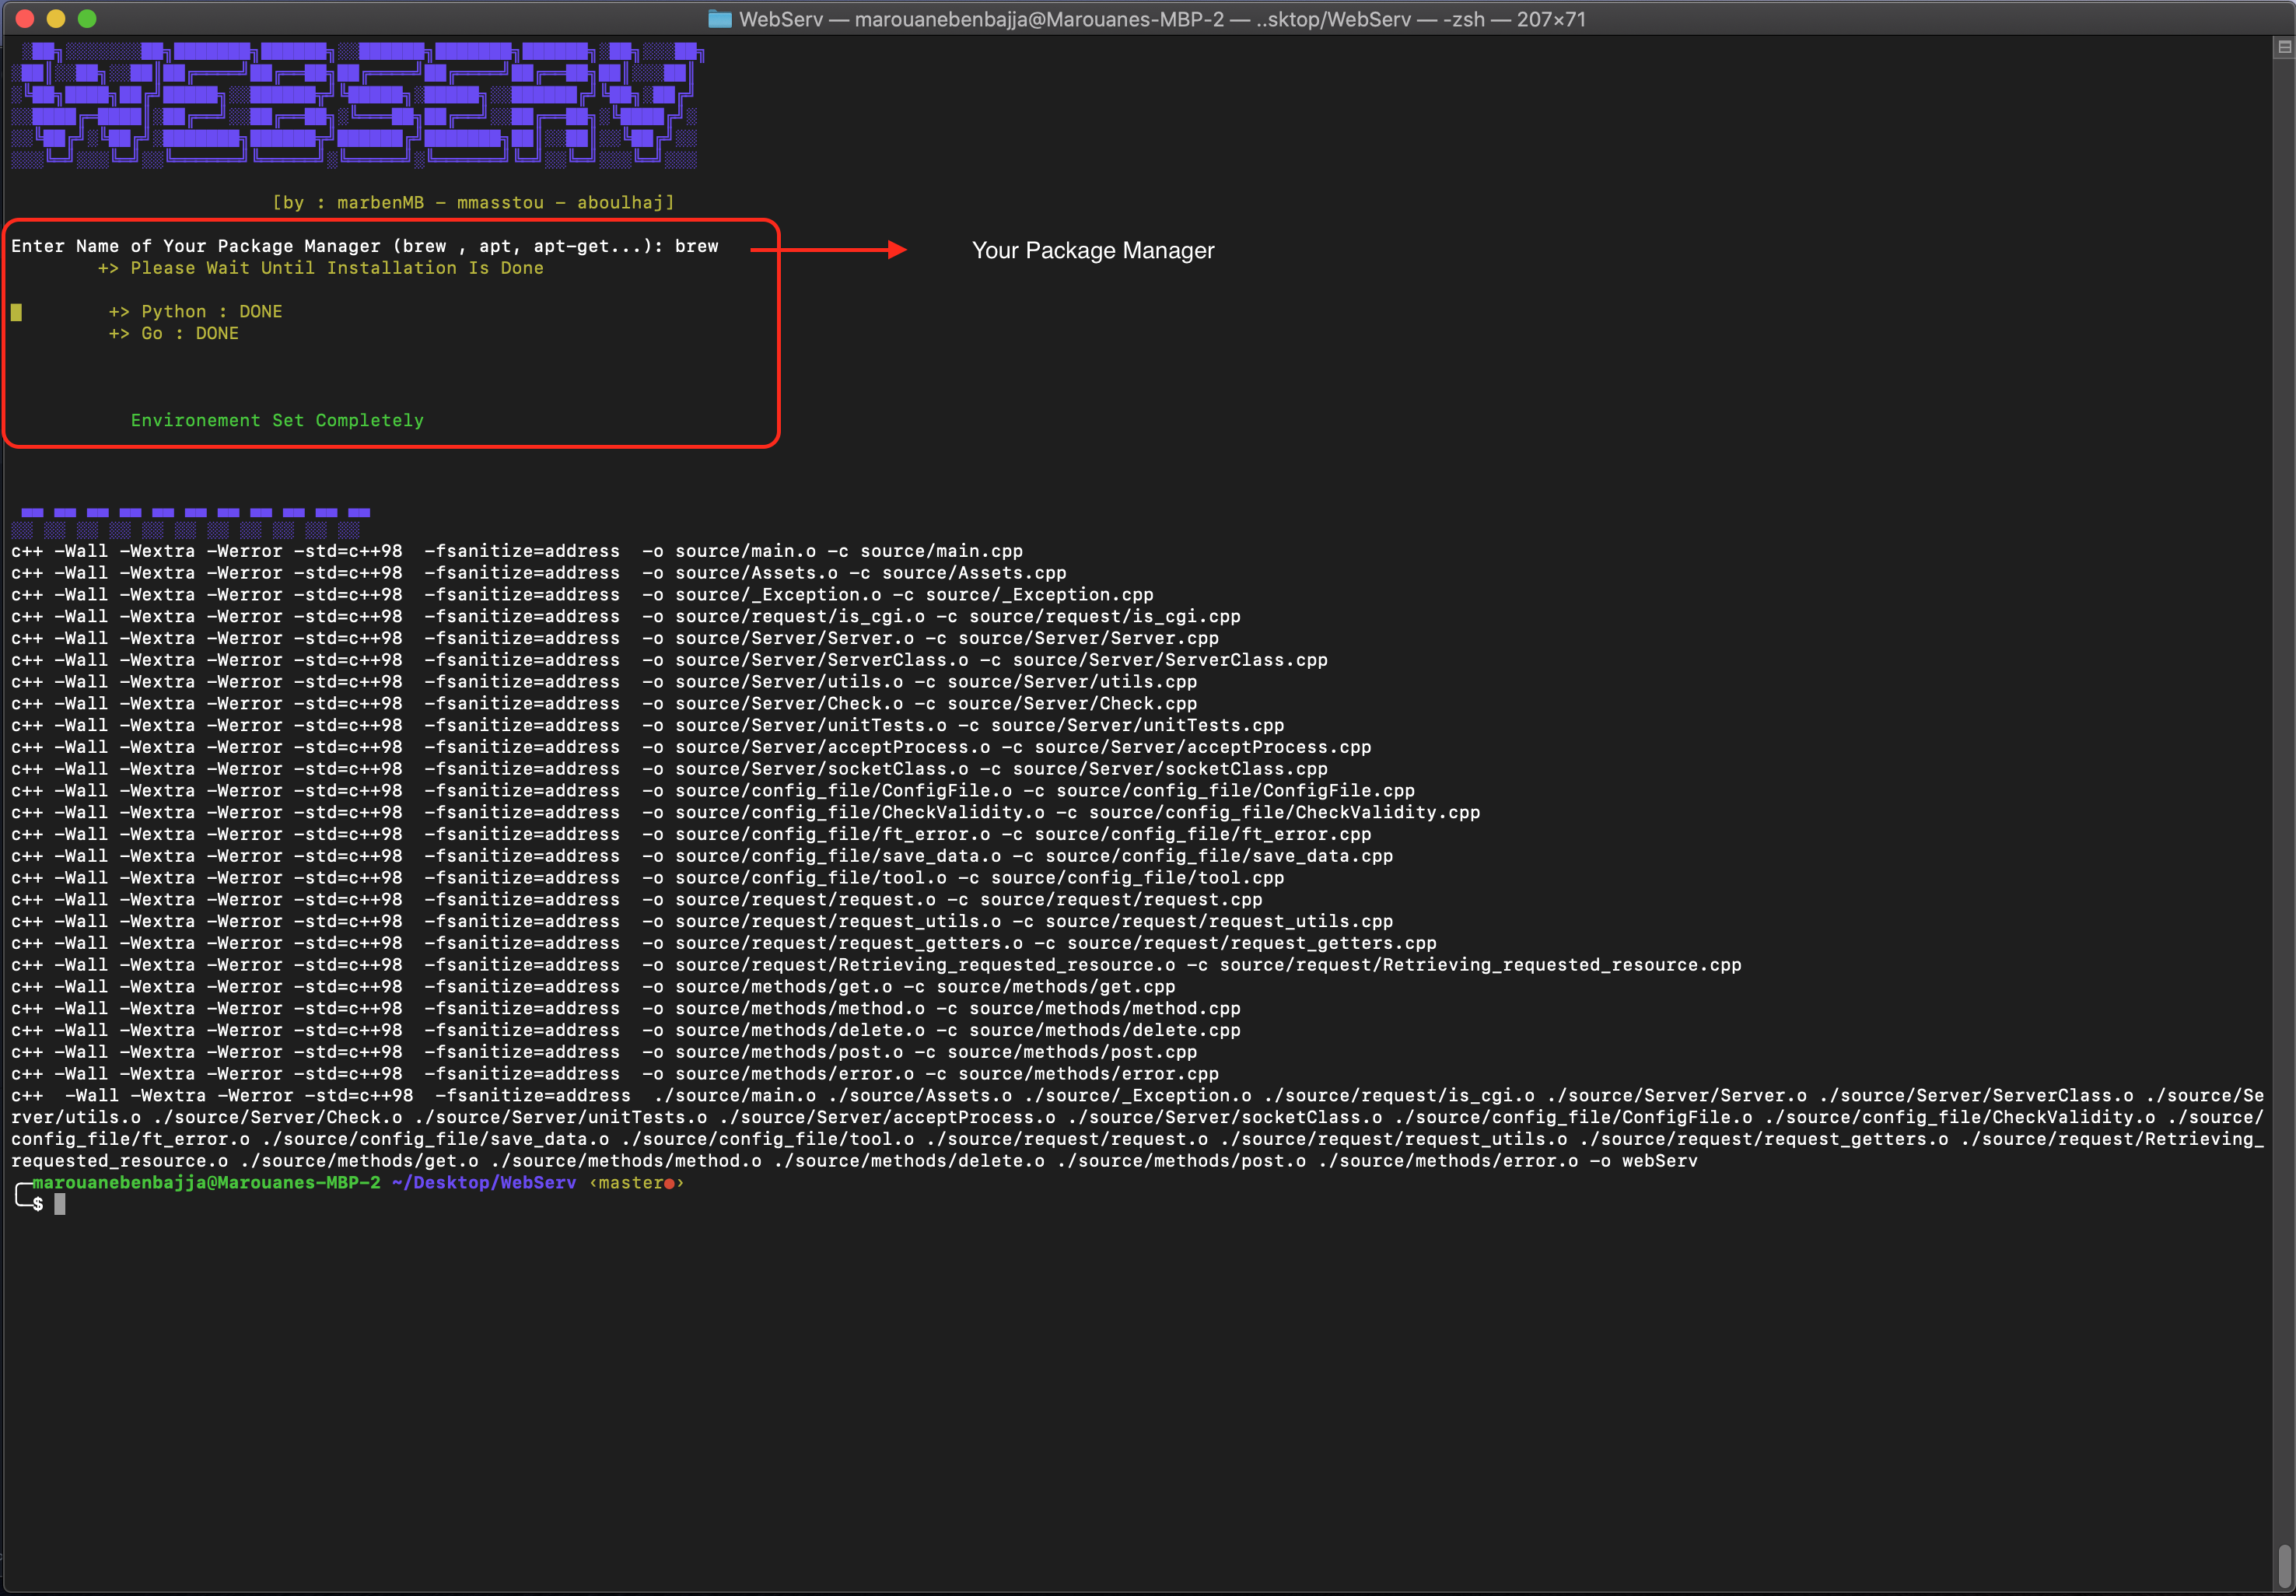 WebServ — marouanebenbajja@Marouanes-MBP-2 — ..sktop/WebServ — -zsh — 207×71
WEBSERV
[by : marbenMB - mmasstou - aboulhaj]
Enter Name of Your Package Manager (brew , apt, apt-get...): brew
Your Package Manager
+> Please Wait Until Installation Is Done
+> Python : DONE
+> Go : DONE
Environement Set Completely
c++ -Wall -Wextra -Werror -std=c++98  -fsanitize=address  -o source/main.o -c source/main.cpp
c++ -Wall -Wextra -Werror -std=c++98  -fsanitize=address  -o source/Assets.o -c source/Assets.cpp
c++ -Wall -Wextra -Werror -std=c++98  -fsanitize=address  -o source/_Exception.o -c source/_Exception.cpp
c++ -Wall -Wextra -Werror -std=c++98  -fsanitize=address  -o source/request/is_cgi.o -c source/request/is_cgi.cpp
c++ -Wall -Wextra -Werror -std=c++98  -fsanitize=address  -o source/Server/Server.o -c source/Server/Server.cpp
c++ -Wall -Wextra -Werror -std=c++98  -fsanitize=address  -o source/Server/ServerClass.o -c source/Server/ServerClass.cpp
c++ -Wall -Wextra -Werror -std=c++98  -fsanitize=address  -o source/Server/utils.o -c source/Server/utils.cpp
c++ -Wall -Wextra -Werror -std=c++98  -fsanitize=address  -o source/Server/Check.o -c source/Server/Check.cpp
c++ -Wall -Wextra -Werror -std=c++98  -fsanitize=address  -o source/Server/unitTests.o -c source/Server/unitTests.cpp
c++ -Wall -Wextra -Werror -std=c++98  -fsanitize=address  -o source/Server/acceptProcess.o -c source/Server/acceptProcess.cpp
c++ -Wall -Wextra -Werror -std=c++98  -fsanitize=address  -o source/Server/socketClass.o -c source/Server/socketClass.cpp
c++ -Wall -Wextra -Werror -std=c++98  -fsanitize=address  -o source/config_file/ConfigFile.o -c source/config_file/ConfigFile.cpp
c++ -Wall -Wextra -Werror -std=c++98  -fsanitize=address  -o source/config_file/CheckValidity.o -c source/config_file/CheckValidity.cpp
c++ -Wall -Wextra -Werror -std=c++98  -fsanitize=address  -o source/config_file/ft_error.o -c source/config_file/ft_error.cpp
c++ -Wall -Wextra -Werror -std=c++98  -fsanitize=address  -o source/config_file/save_data.o -c source/config_file/save_data.cpp
c++ -Wall -Wextra -Werror -std=c++98  -fsanitize=address  -o source/config_file/tool.o -c source/config_file/tool.cpp
c++ -Wall -Wextra -Werror -std=c++98  -fsanitize=address  -o source/request/request.o -c source/request/request.cpp
c++ -Wall -Wextra -Werror -std=c++98  -fsanitize=address  -o source/request/request_utils.o -c source/request/request_utils.cpp
c++ -Wall -Wextra -Werror -std=c++98  -fsanitize=address  -o source/request/request_getters.o -c source/request/request_getters.cpp
c++ -Wall -Wextra -Werror -std=c++98  -fsanitize=address  -o source/request/Retrieving_requested_resource.o -c source/request/Retrieving_requested_resource.cpp
c++ -Wall -Wextra -Werror -std=c++98  -fsanitize=address  -o source/methods/get.o -c source/methods/get.cpp
c++ -Wall -Wextra -Werror -std=c++98  -fsanitize=address  -o source/methods/method.o -c source/methods/method.cpp
c++ -Wall -Wextra -Werror -std=c++98  -fsanitize=address  -o source/methods/delete.o -c source/methods/delete.cpp
c++ -Wall -Wextra -Werror -std=c++98  -fsanitize=address  -o source/methods/post.o -c source/methods/post.cpp
c++ -Wall -Wextra -Werror -std=c++98  -fsanitize=address  -o source/methods/error.o -c source/methods/error.cpp
c++  -Wall -Wextra -Werror -std=c++98  -fsanitize=address  ./source/main.o ./source/Assets.o ./source/_Exception.o ./source/request/is_cgi.o ./source/Server/Server.o ./source/Server/ServerClass.o ./source/Se
rver/utils.o ./source/Server/Check.o ./source/Server/unitTests.o ./source/Server/acceptProcess.o ./source/Server/socketClass.o ./source/config_file/ConfigFile.o ./source/config_file/CheckValidity.o ./source/
config_file/ft_error.o ./source/config_file/save_data.o ./source/config_file/tool.o ./source/request/request.o ./source/request/request_utils.o ./source/request/request_getters.o ./source/request/Retrieving_
requested_resource.o ./source/methods/get.o ./source/methods/method.o ./source/methods/delete.o ./source/methods/post.o ./source/methods/error.o -o webServ
marouanebenbajja@Marouanes-MBP-2 ~/Desktop/WebServ ‹master●›
$